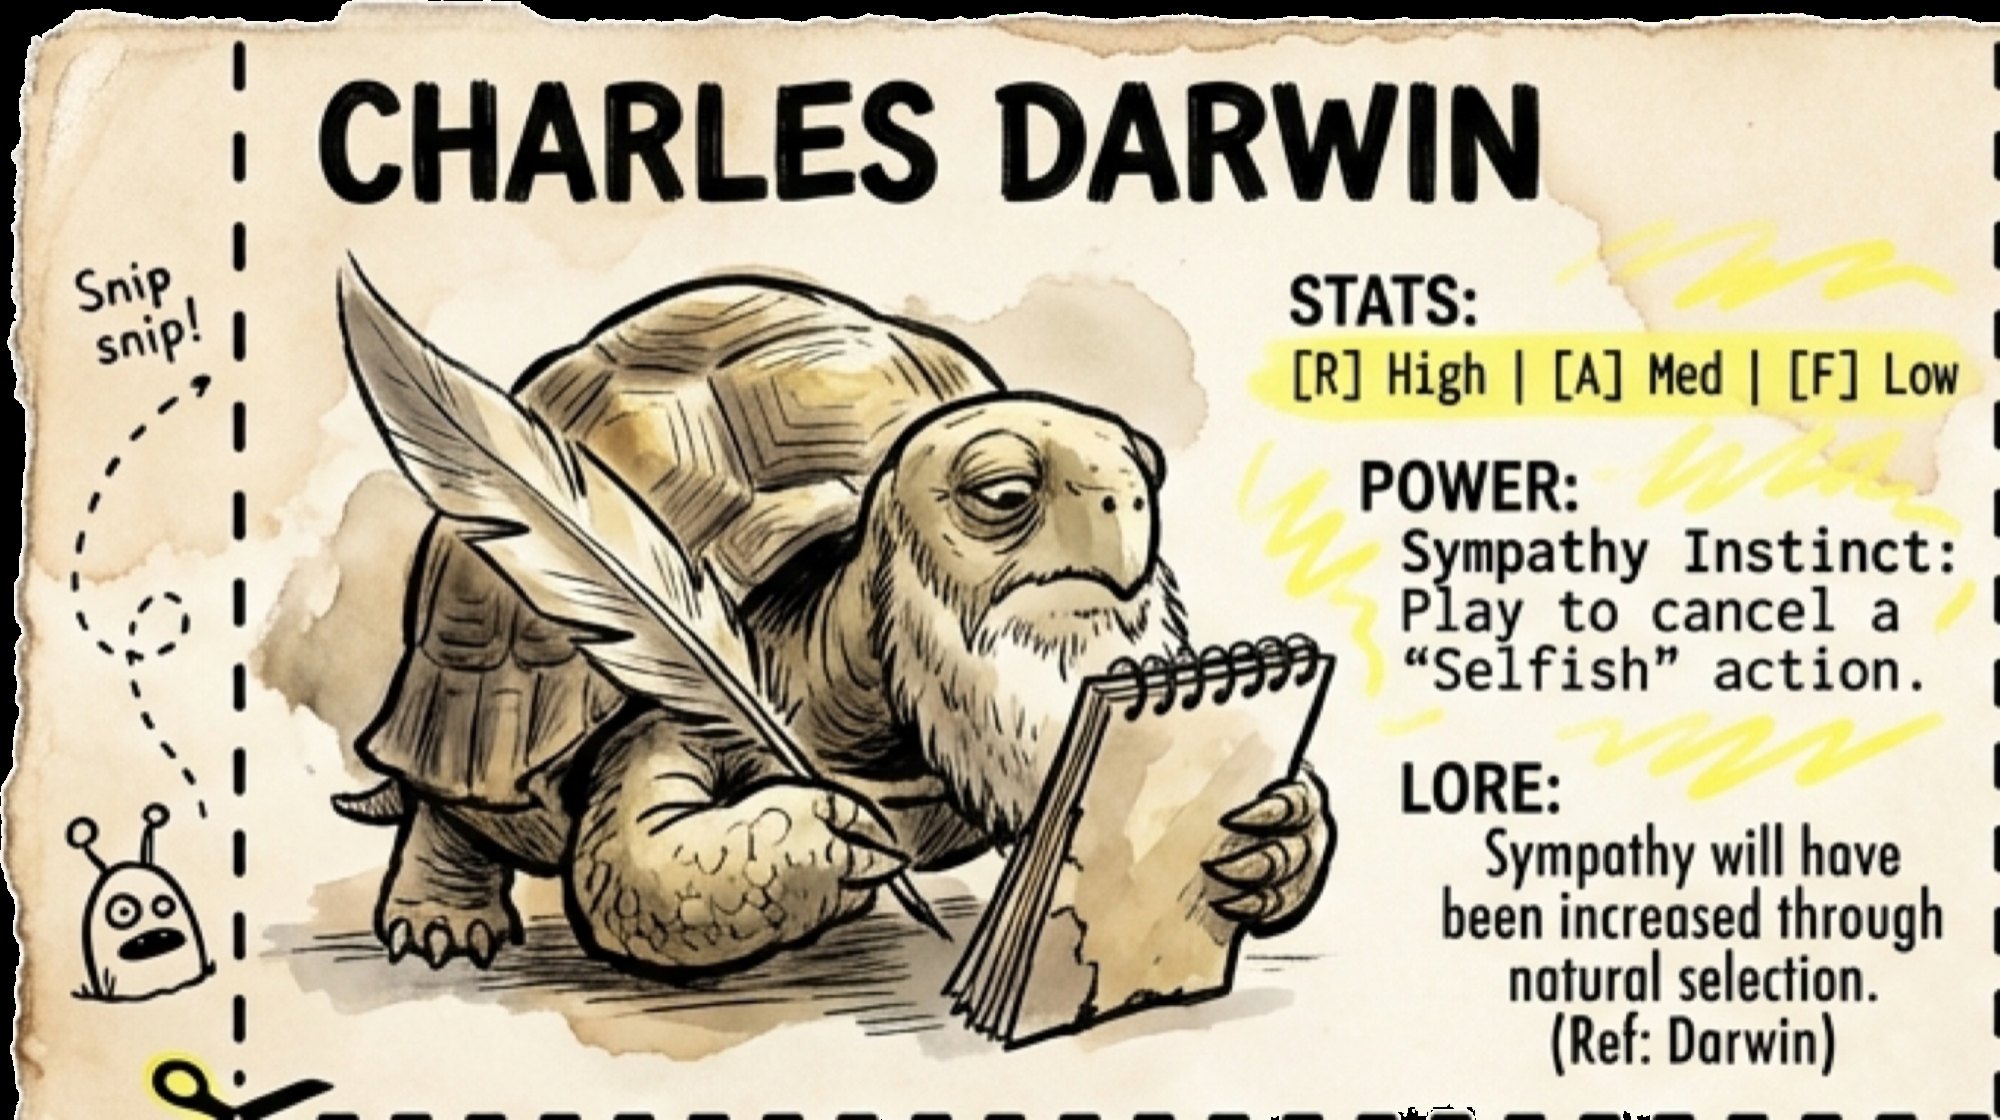 CHARLES DARWIN
Snip
snip!
STATS:
[R] High | [A] Med | [F] Low
POWER:
Sympathy Instinct:
Play to cancel a
“Selfish” action.
LORE:
Sympathy will have
been increased through
natural selection.
(Ref: Darwin)